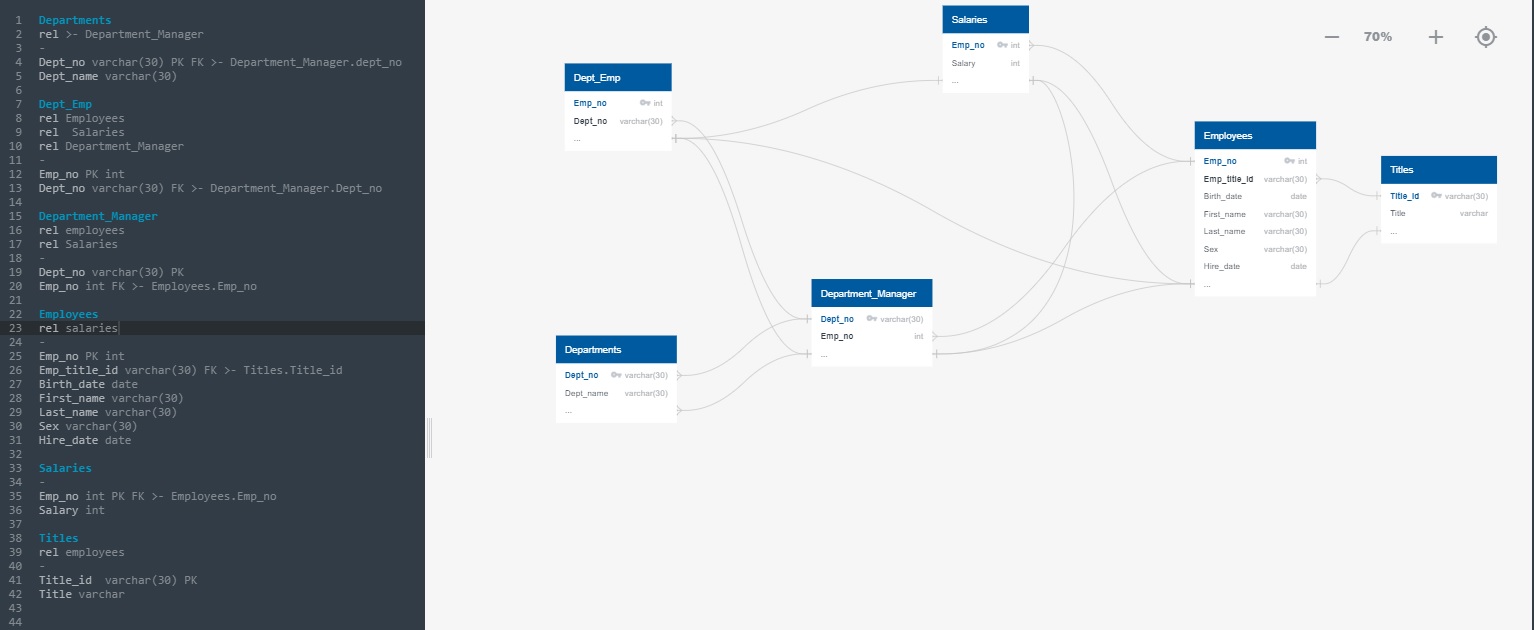 1 Departments
2 rel >- Department_Manager
3 -
4 Dept_no varchar(30) PK FK >- Department_Manager.dept_no
5 Dept_name varchar(30)
6
7 Dept_Emp
8 rel Employees
9 rel  Salaries
10 rel Department_Manager
11 -
12 Emp_no PK int
13 Dept_no varchar(30) FK >- Department_Manager.Dept_no
14
15 Department_Manager
16 rel employees
17 rel Salaries
18 -
19 Dept_no varchar(30) PK
20 Emp_no int FK >- Employees.Emp_no
21
22 Employees
23 rel salaries
24 -
25 Emp_no PK int
26 Emp_title_id varchar(30) FK >- Titles.Title_id
27 Birth_date date
28 First_name varchar(30)
29 Last_name varchar(30)
30 Sex varchar(30)
31 Hire_date date
32
33 Salaries
34 -
35 Emp_no int PK FK >- Employees.Emp_no
36 Salary int
37
38 Titles
39 rel employees
40 -
41 Title_id  varchar(30) PK
42 Title varchar
43
44
Dept_Emp
Emp_no int
Dept_no varchar(30)
...
Departments
Dept_no varchar(30)
Dept_name varchar(30)
...
Department_Manager
Dept_no varchar(30)
Emp_no int
...
Salaries
Emp_no int
Salary int
...
Employees
Emp_no int
Emp_title_id varchar(30)
Birth_date date
First_name varchar(30)
Last_name varchar(30)
Sex varchar(30)
Hire_date date
...
Titles
Title_id varchar(30)
Title varchar
...
70%